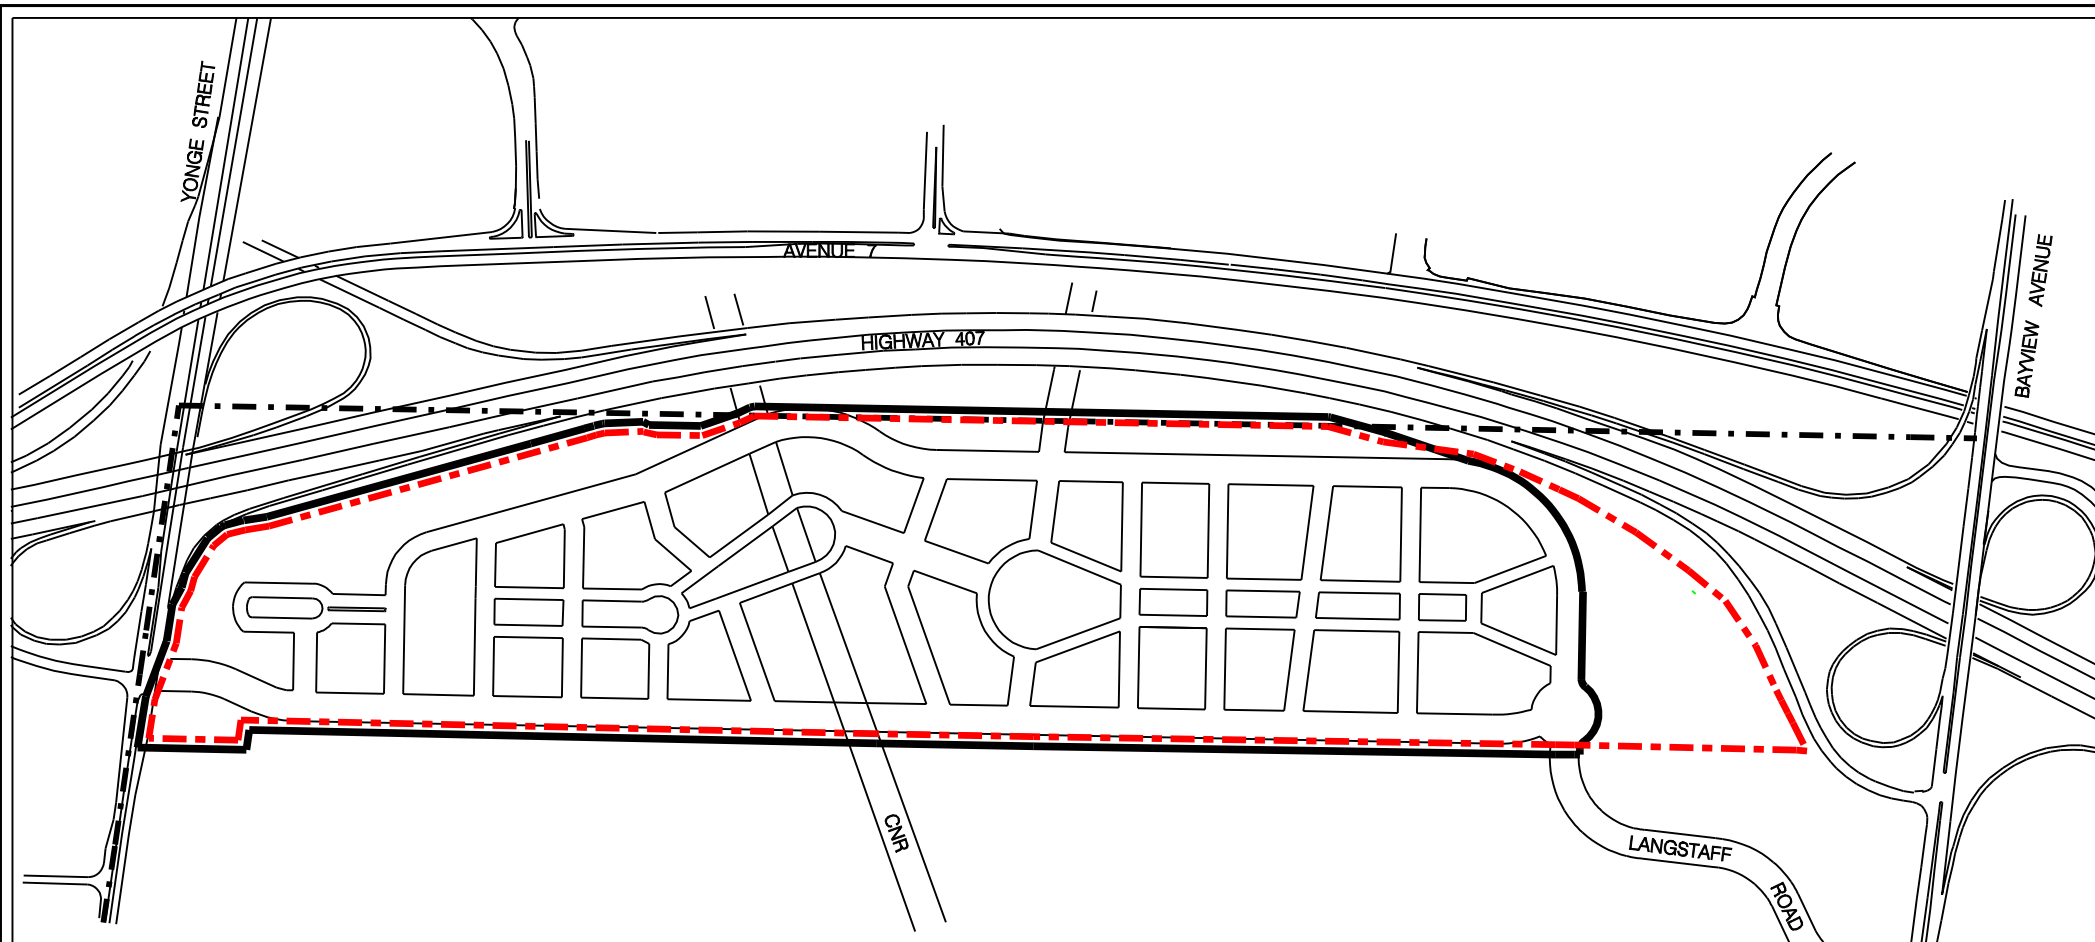 YONGE STREET
AVENUE 7
HIGHWAY 407
BAYVIEW AVENUE
CNR
LANGSTAFF
ROAD